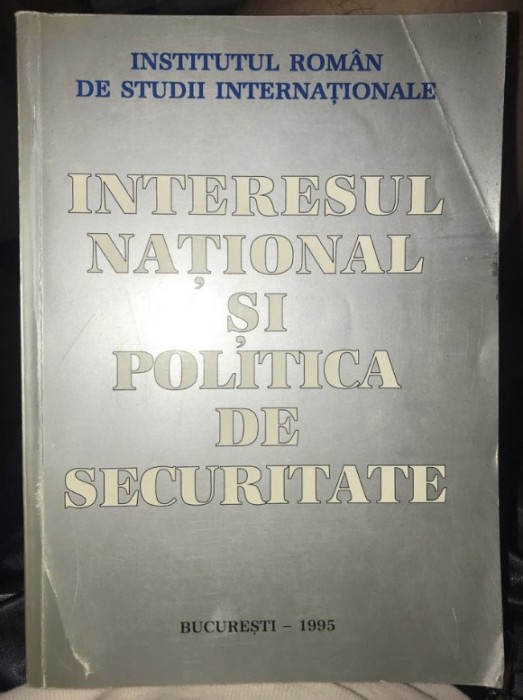 INSTITUTUL ROMÂN
DE STUDII INTERNAȚIONALE
INTERESUL
NAȚIONAL
ȘI
POLITICA
DE
SECURITATE
BUCUREȘTI – 1995